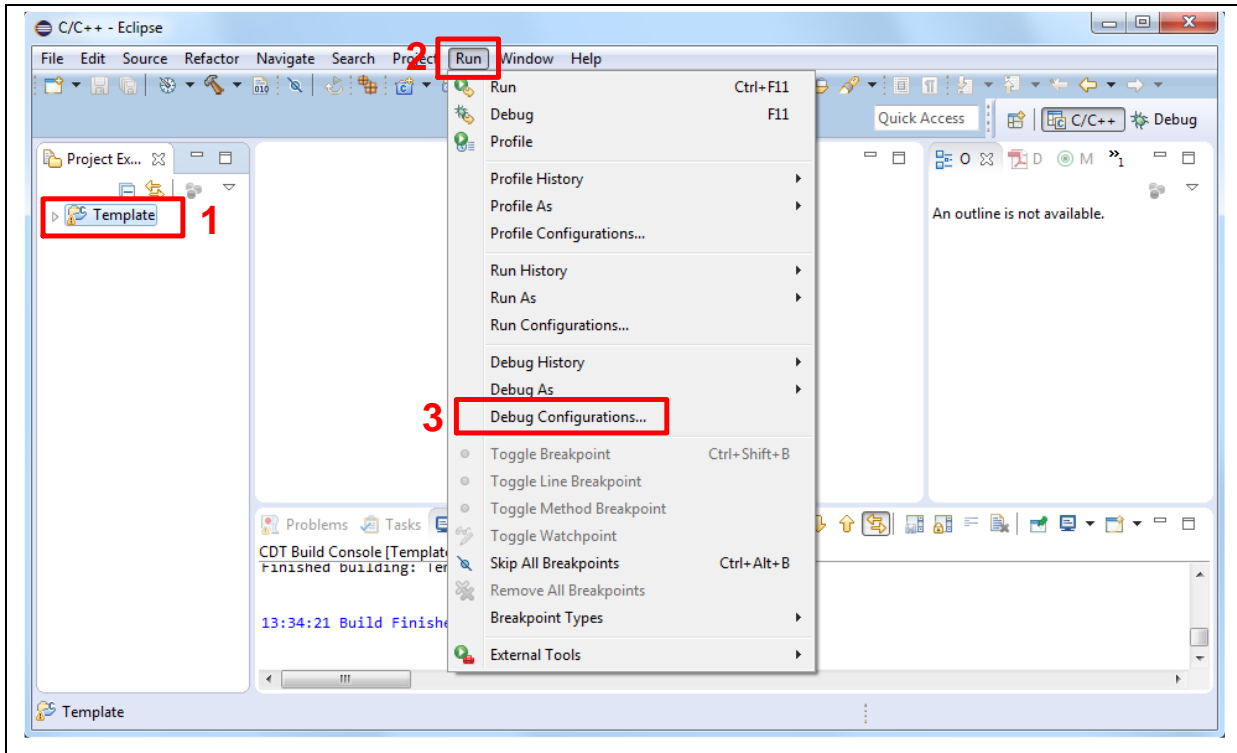 C/C++ - Eclipse
2
File Edit Source Refactor Navigate Search Project Run Window Help
Quick Access C/C++ Debug
Project Ex...
Template
1
Run Ctrl+F11
Debug F11
Profile
Profile History
Profile As
Profile Configurations...
Run History
Run As
Run Configurations...
Debug History
Debug As
3
Debug Configurations...
Toggle Breakpoint Ctrl+Shift+B
Toggle Line Breakpoint
Toggle Method Breakpoint
Toggle Watchpoint
Skip All Breakpoints Ctrl+Alt+B
Remove All Breakpoints
Breakpoint Types
External Tools
O D M »1
An outline is not available.
Problems Tasks
CDT Build Console [Templat
Finished building: Te
13:34:21 Build Finishe
Template